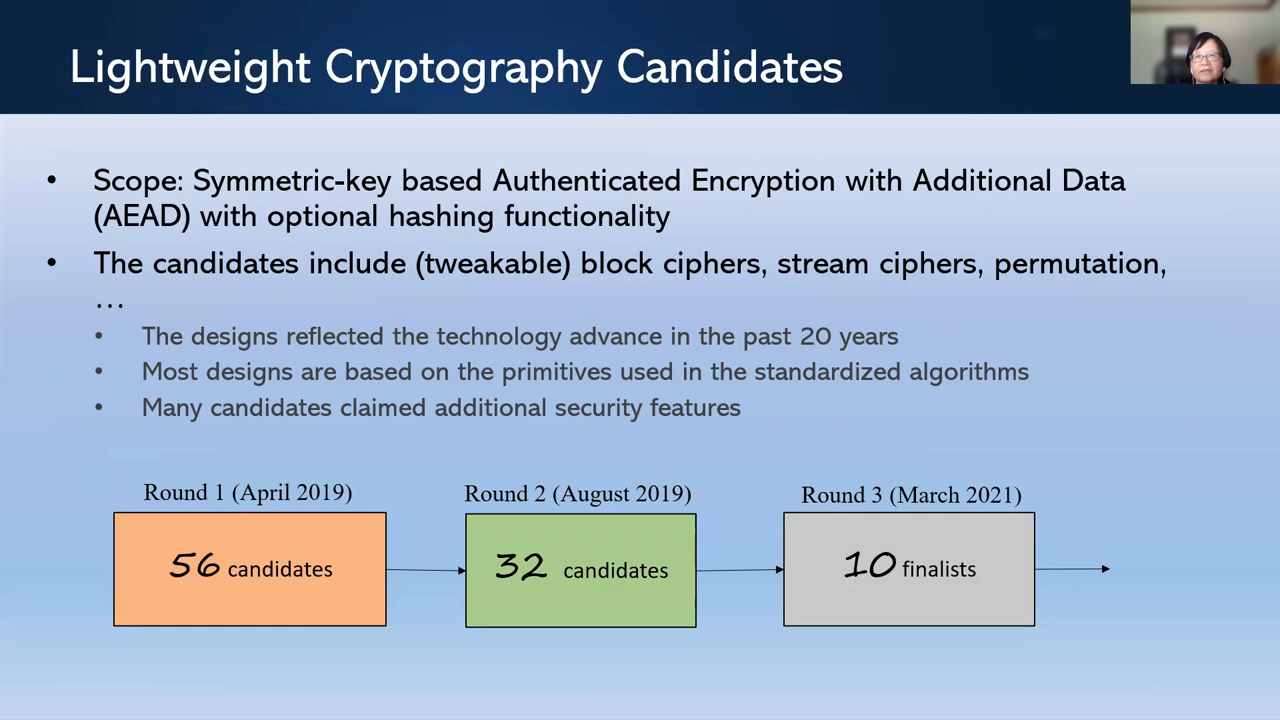 Lightweight Cryptography Candidates
• Scope: Symmetric-key based Authenticated Encryption with Additional Data
(AEAD) with optional hashing functionality
• The candidates include (tweakable) block ciphers, stream ciphers, permutation,
…
• The designs reflected the technology advance in the past 20 years
• Most designs are based on the primitives used in the standardized algorithms
• Many candidates claimed additional security features
Round 1 (April 2019)
56 candidates
Round 2 (August 2019)
32 candidates
Round 3 (March 2021)
10 finalists